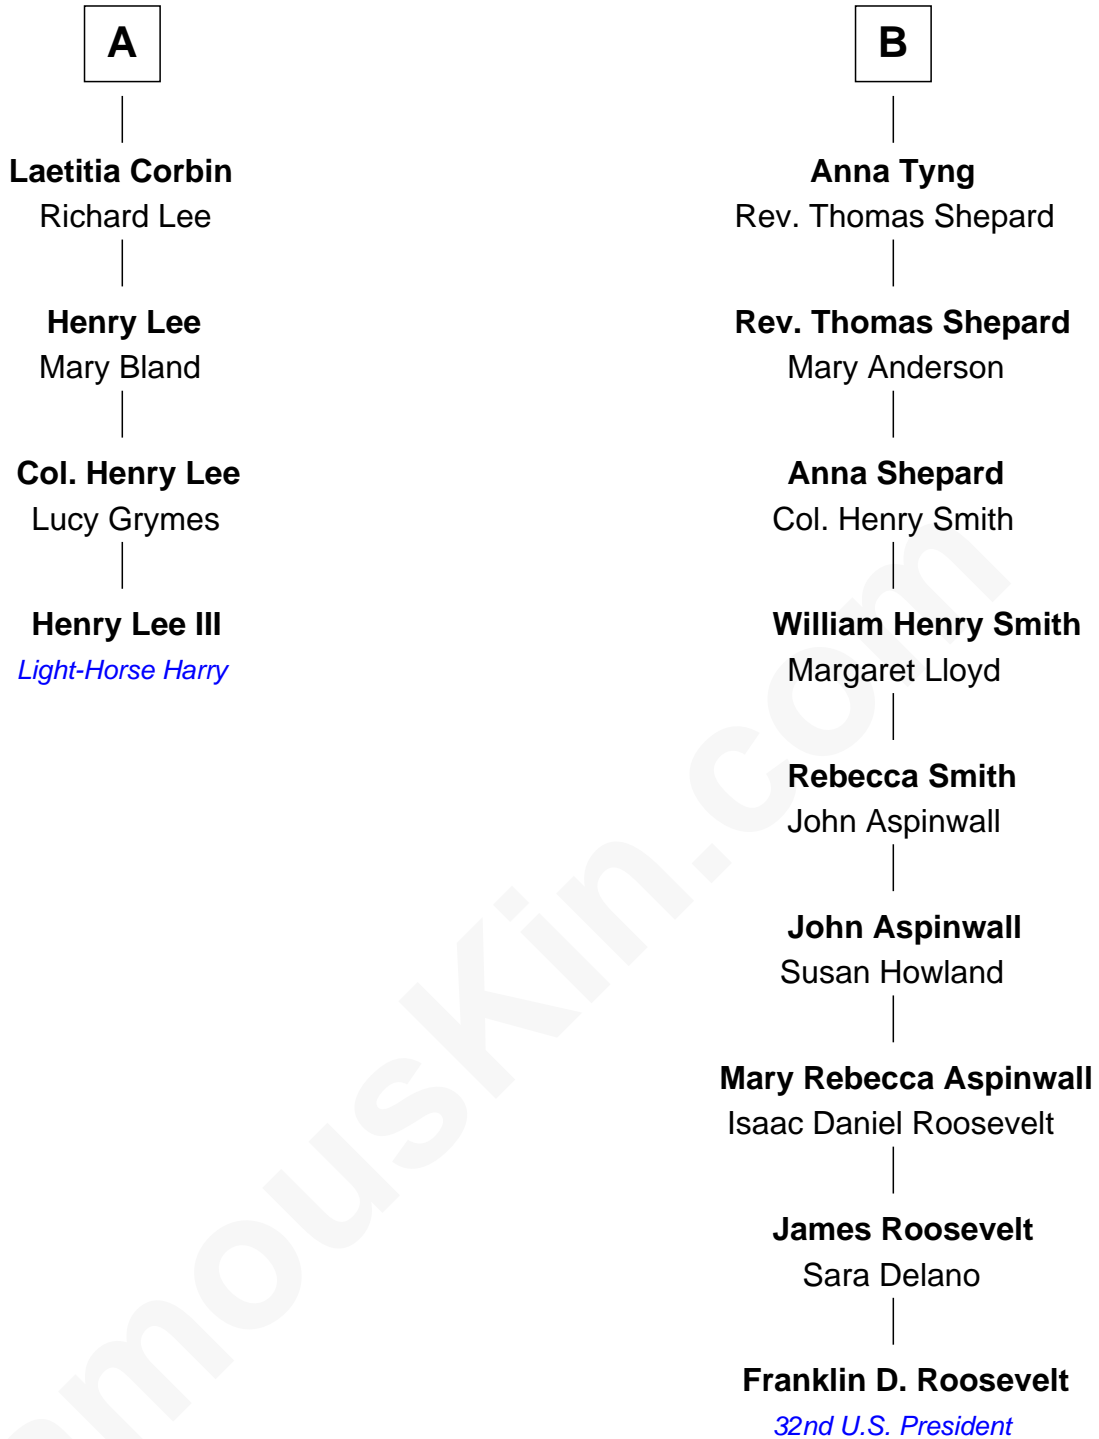 A
Laetitia Corbin
Richard Lee
Henry Lee
Mary Bland
Col. Henry Lee
Lucy Grymes
Henry Lee III
Light-Horse Harry
B
Anna Tyng
Rev. Thomas Shepard
Rev. Thomas Shepard
Mary Anderson
Anna Shepard
Col. Henry Smith
William Henry Smith
Margaret Lloyd
Rebecca Smith
John Aspinwall
John Aspinwall
Susan Howland
Mary Rebecca Aspinwall
Isaac Daniel Roosevelt
James Roosevelt
Sara Delano
Franklin D. Roosevelt
32nd U.S. President
amouskin.com